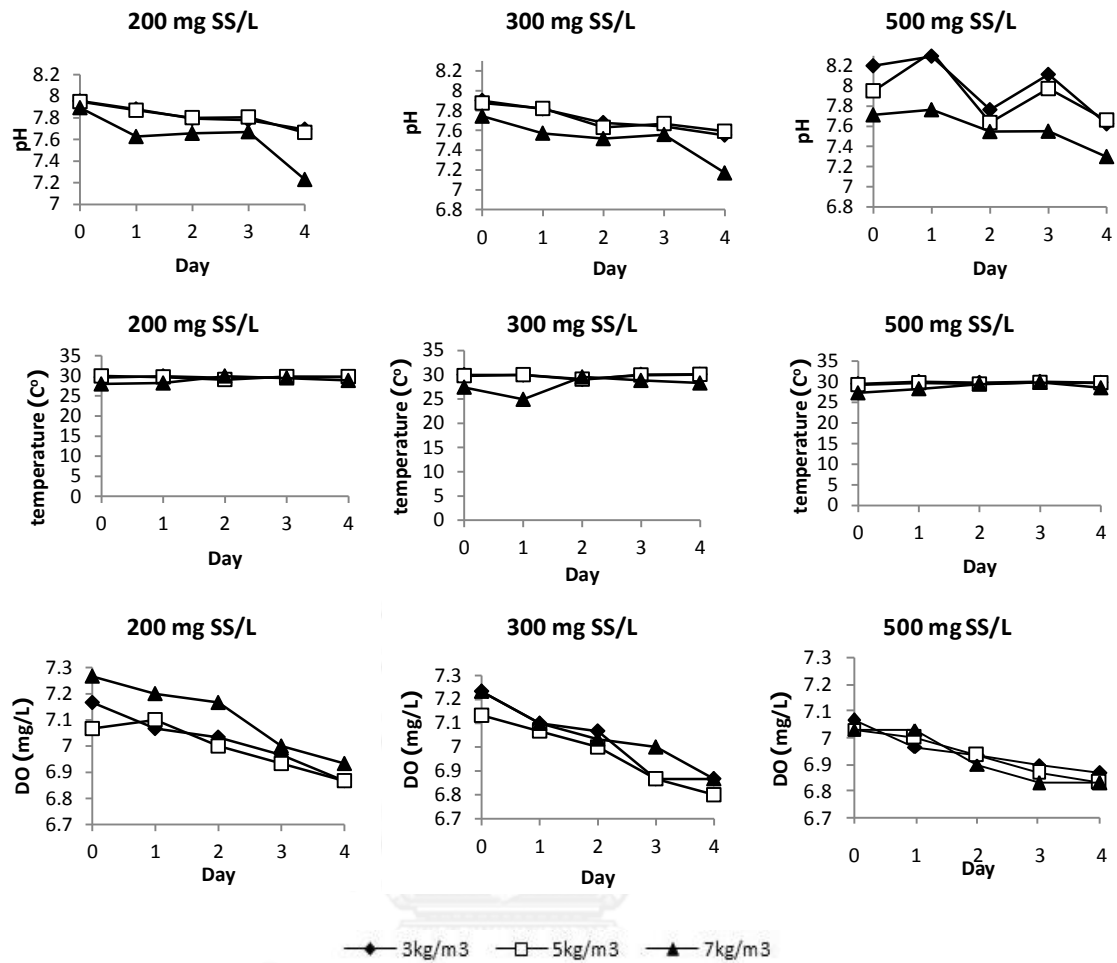 200 mg SS/L
300 mg SS/L
500 mg SS/L
pH
8.2
8
7.8
7.6
7.4
7.2
7
0 1 2 3 4
Day
pH
8.2
8
7.8
7.6
7.4
7.2
7
6.8
0 1 2 3 4
Day
pH
8.2
8
7.8
7.6
7.4
7.2
7
6.8
0 1 2 3 4
Day
200 mg SS/L
300 mg SS/L
500 mg SS/L
temperature (C°)
35
30
25
20
15
10
5
0
0 1 2 3 4
Day
temperature (C°)
35
30
25
20
15
10
5
0
0 1 2 3 4
Day
temperature (C°)
35
30
25
20
15
10
5
0
0 1 2 3 4
Day
200 mg SS/L
300 mg SS/L
500 mg SS/L
DO (mg/L)
7.3
7.2
7.1
7
6.9
6.8
6.7
0 1 2 3 4
Day
DO (mg/L)
7.3
7.2
7.1
7
6.9
6.8
6.7
0 1 2 3 4
Day
DO (mg/L)
7.3
7.2
7.1
7
6.9
6.8
6.7
0 1 2 3 4
Day
3kg/m3 5kg/m3 7kg/m3